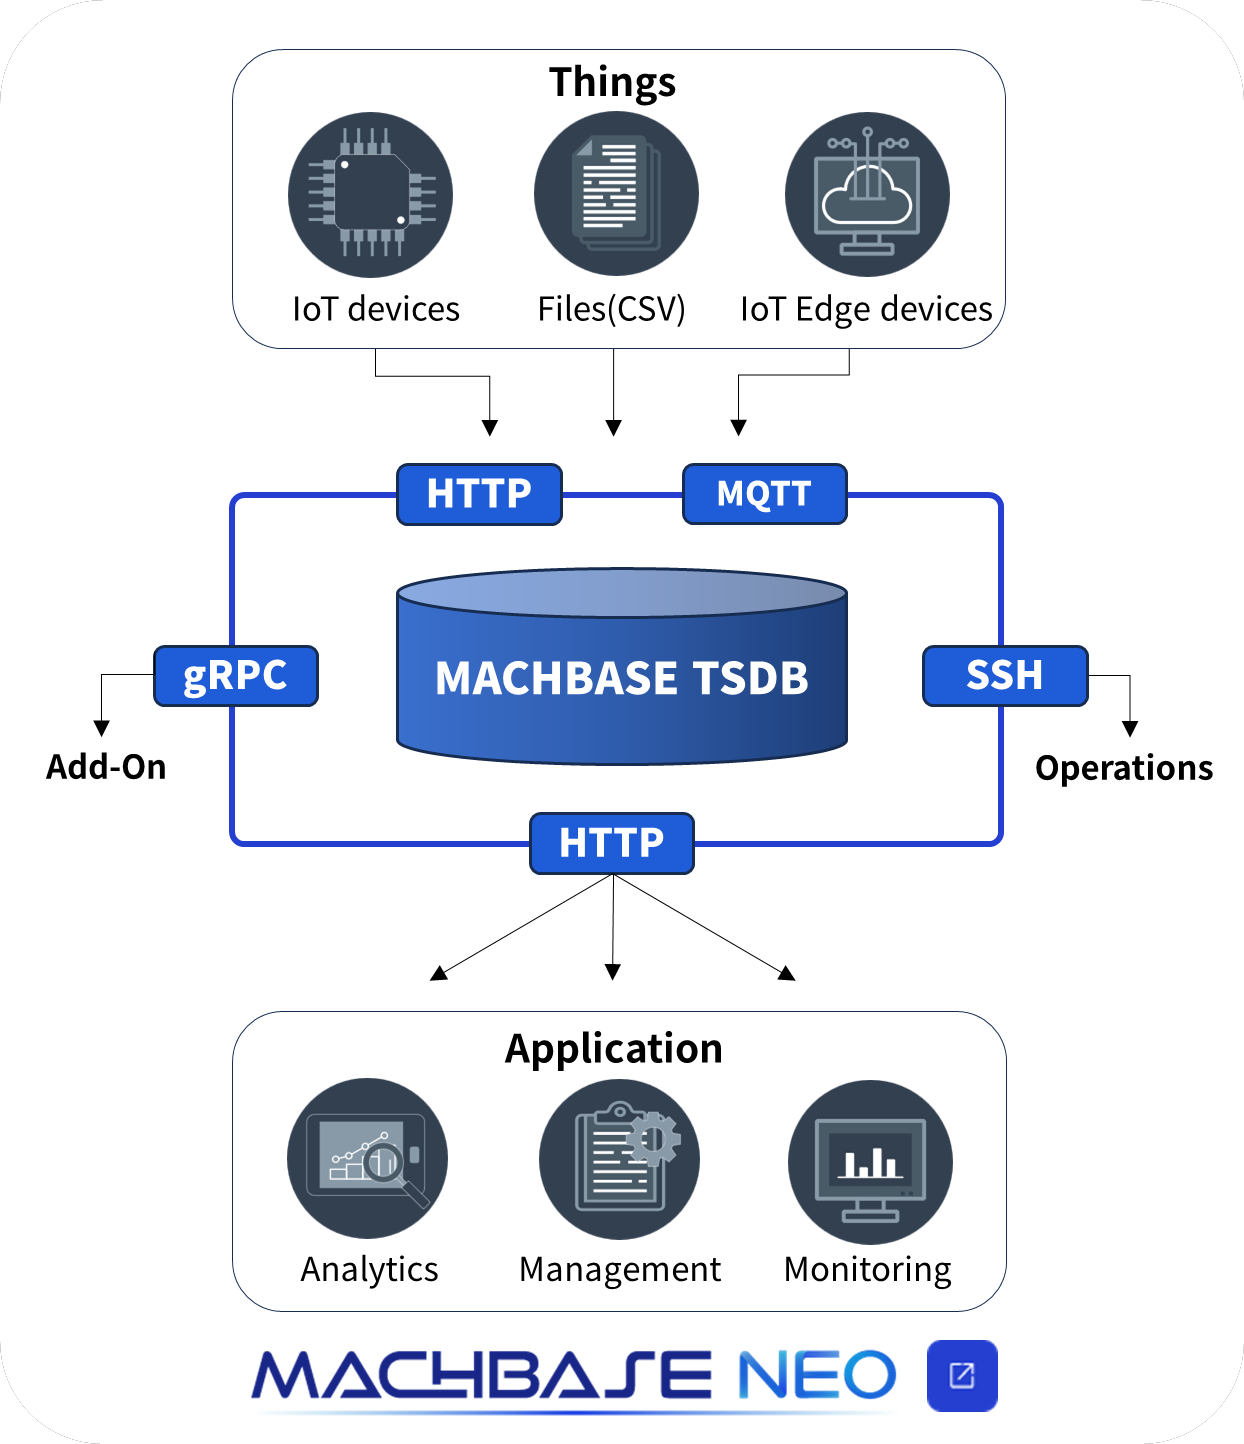 Things
IoT devices
Files(CSV)
IoT Edge devices
HTTP
MQTT
gRPC
MACHBASE TSDB
SSH
Add-On
Operations
HTTP
Application
Analytics
Management
Monitoring
MACHBASE NEO